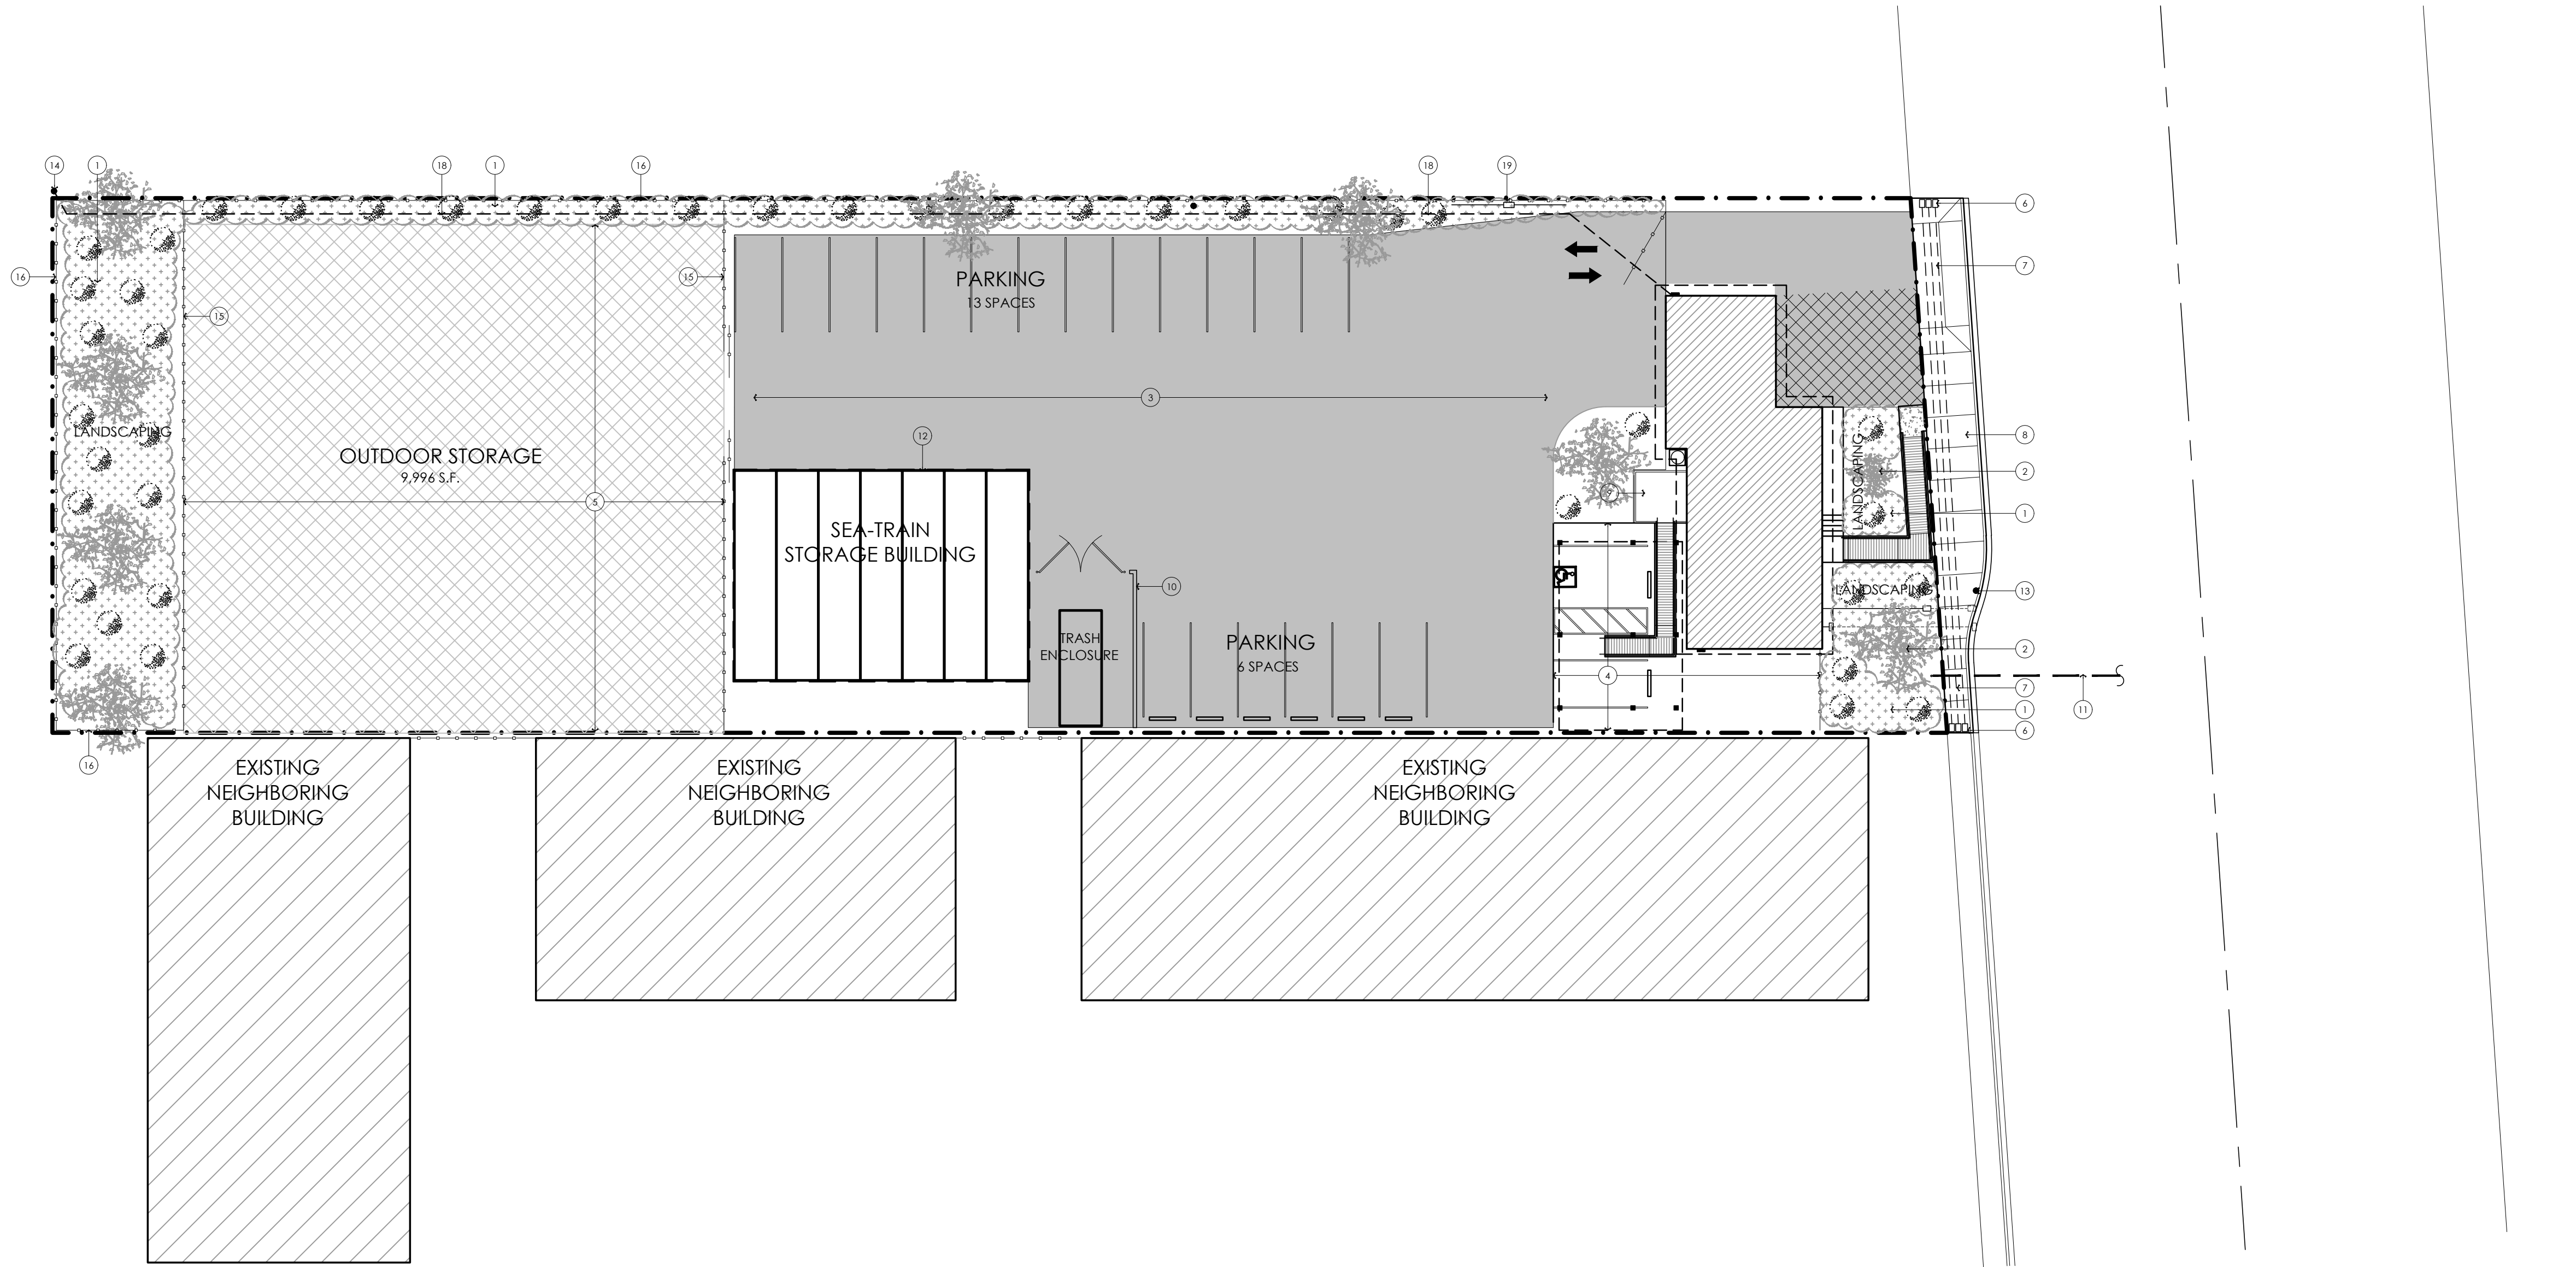 14
1
18
1
16
18
19
6
16
15
15
7
PARKING
13 SPACES
3
12
8
LANDSCAPING
OUTDOOR STORAGE
9,996 S.F.
5
2
LANDSCAPING
9
1
SEA-TRAIN
STORAGE BUILDING
10
LANDSCAPING
13
TRASH
ENCLOSURE
PARKING
6 SPACES
2
4
7
1
11
6
16
EXISTING
NEIGHBORING
BUILDING
EXISTING
NEIGHBORING
BUILDING
EXISTING
NEIGHBORING
BUILDING